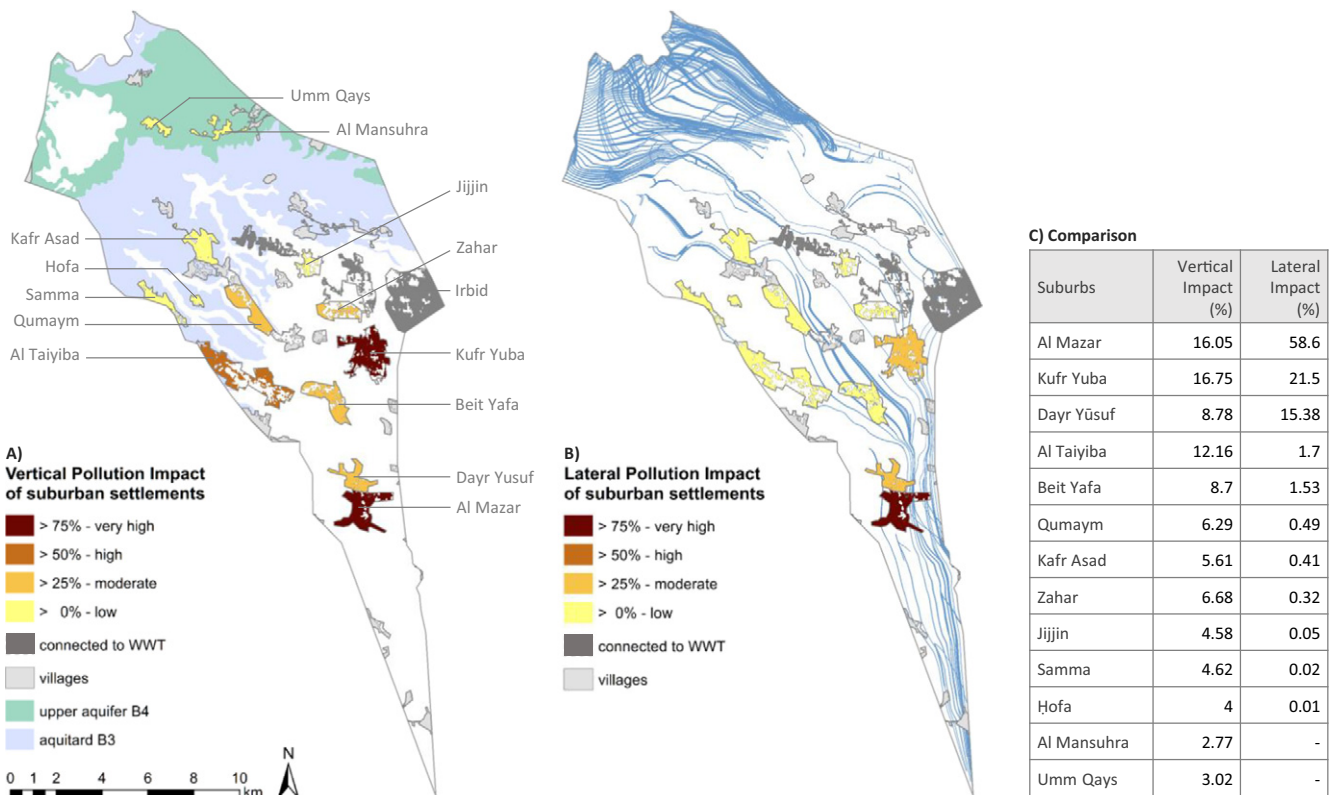 Umm Qays
Al Mansuhra
Jijjin
Kafr Asad
Zahar
Hofa
Samma
Irbid
Qumaym
Al Taiyiba
Kufr Yuba
Beit Yafa
Dayr Yusuf
Al Mazar
A)
Vertical Pollution Impact
of suburban settlements
> 75% - very high
> 50% - high
> 25% - moderate
> 0% - low
connected to WWT
villages
upper aquifer B4
aquitard B3
0 1 2 4 6 8 10
km
N
B)
Lateral Pollution Impact
of suburban settlements
> 75% - very high
> 50% - high
> 25% - moderate
> 0% - low
connected to WWT
villages
C) Comparison
Suburbs Vertical Impact (%) Lateral Impact (%)
Al Mazar 16.05 58.6
Kufr Yuba 16.75 21.5
Dayr Yūsuf 8.78 15.38
Al Taiyiba 12.16 1.7
Beit Yafa 8.7 1.53
Qumaym 6.29 0.49
Kafr Asad 5.61 0.41
Zahar 6.68 0.32
Jijjin 4.58 0.05
Samma 4.62 0.02
Ḩofa 4 0.01
Al Mansuhra 2.77 -
Umm Qays 3.02 -